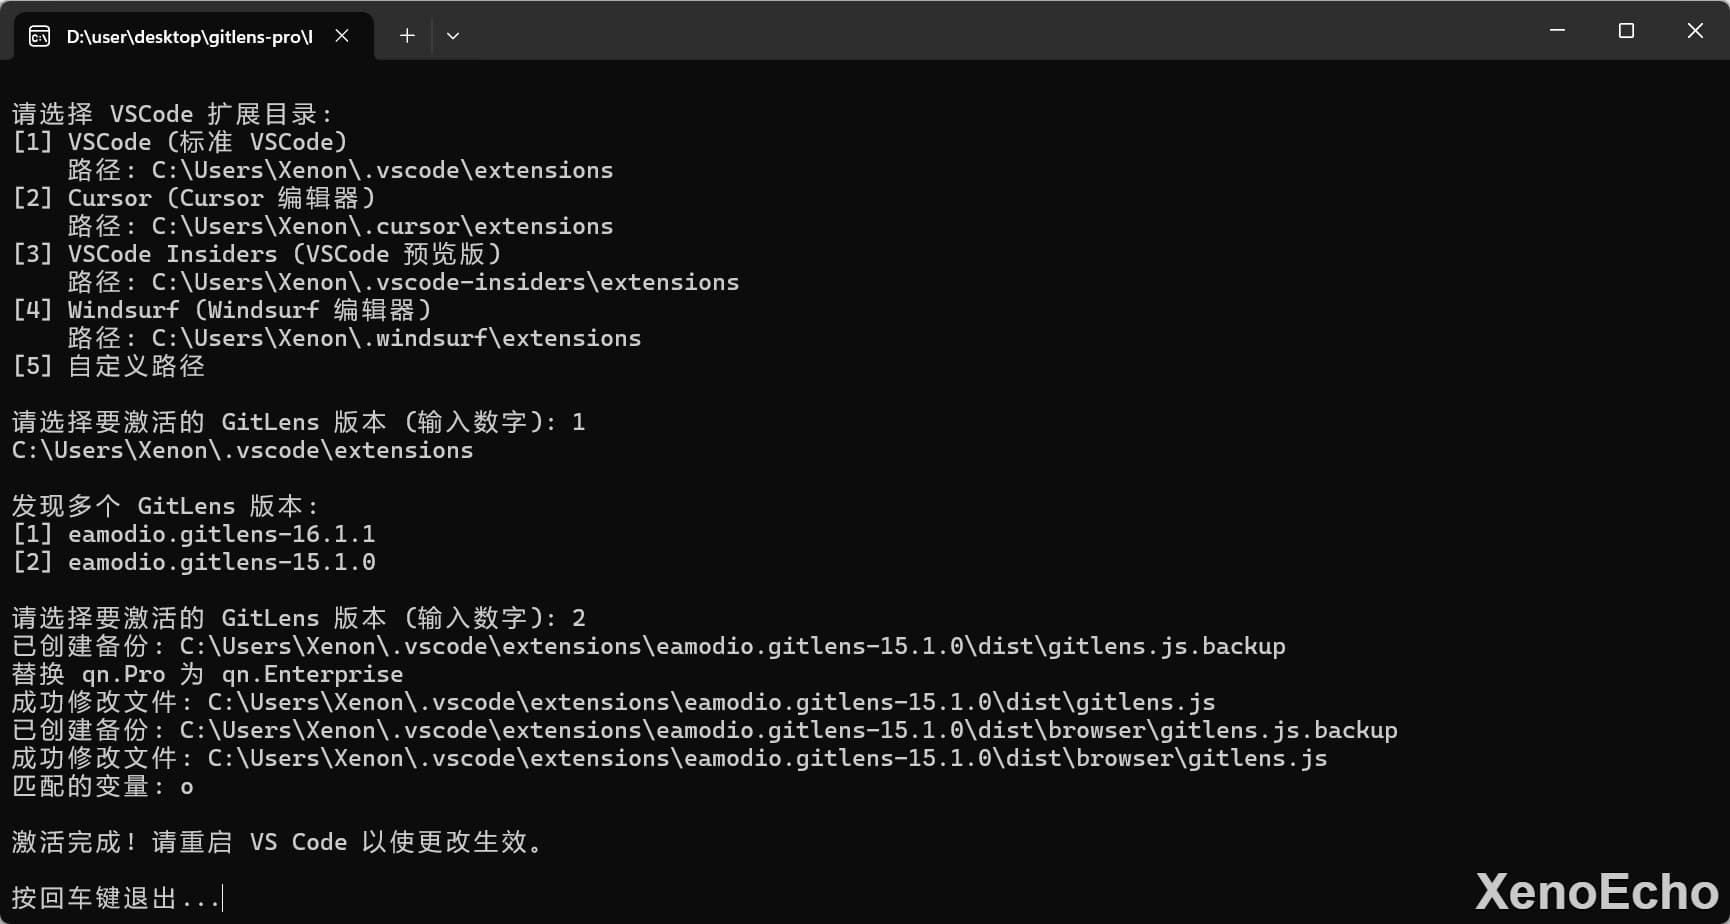 D:\user\desktop\gitlens-pro\l
请选择 VSCode 扩展目录:
[1] VSCode (标准 VSCode)
路径: C:\Users\Xenon\.vscode\extensions
[2] Cursor (Cursor 编辑器)
路径: C:\Users\Xenon\.cursor\extensions
[3] VSCode Insiders (VSCode 预览版)
路径: C:\Users\Xenon\.vscode-insiders\extensions
[4] Windsurf (Windsurf 编辑器)
路径: C:\Users\Xenon\.windsurf\extensions
[5] 自定义路径
请选择要激活的 GitLens 版本 (输入数字): 1
C:\Users\Xenon\.vscode\extensions
发现多个 GitLens 版本:
[1] eamodio.gitlens-16.1.1
[2] eamodio.gitlens-15.1.0
请选择要激活的 GitLens 版本 (输入数字): 2
已创建备份: C:\Users\Xenon\.vscode\extensions\eamodio.gitlens-15.1.0\dist\gitlens.js.backup
替换 qn.Pro 为 qn.Enterprise
成功修改文件: C:\Users\Xenon\.vscode\extensions\eamodio.gitlens-15.1.0\dist\gitlens.js
已创建备份: C:\Users\Xenon\.vscode\extensions\eamodio.gitlens-15.1.0\dist\browser\gitlens.js.backup
成功修改文件: C:\Users\Xenon\.vscode\extensions\eamodio.gitlens-15.1.0\dist\browser\gitlens.js
匹配的变量: o
激活完成! 请重启 VS Code 以使更改生效。
按回车键退出...
XenoEcho